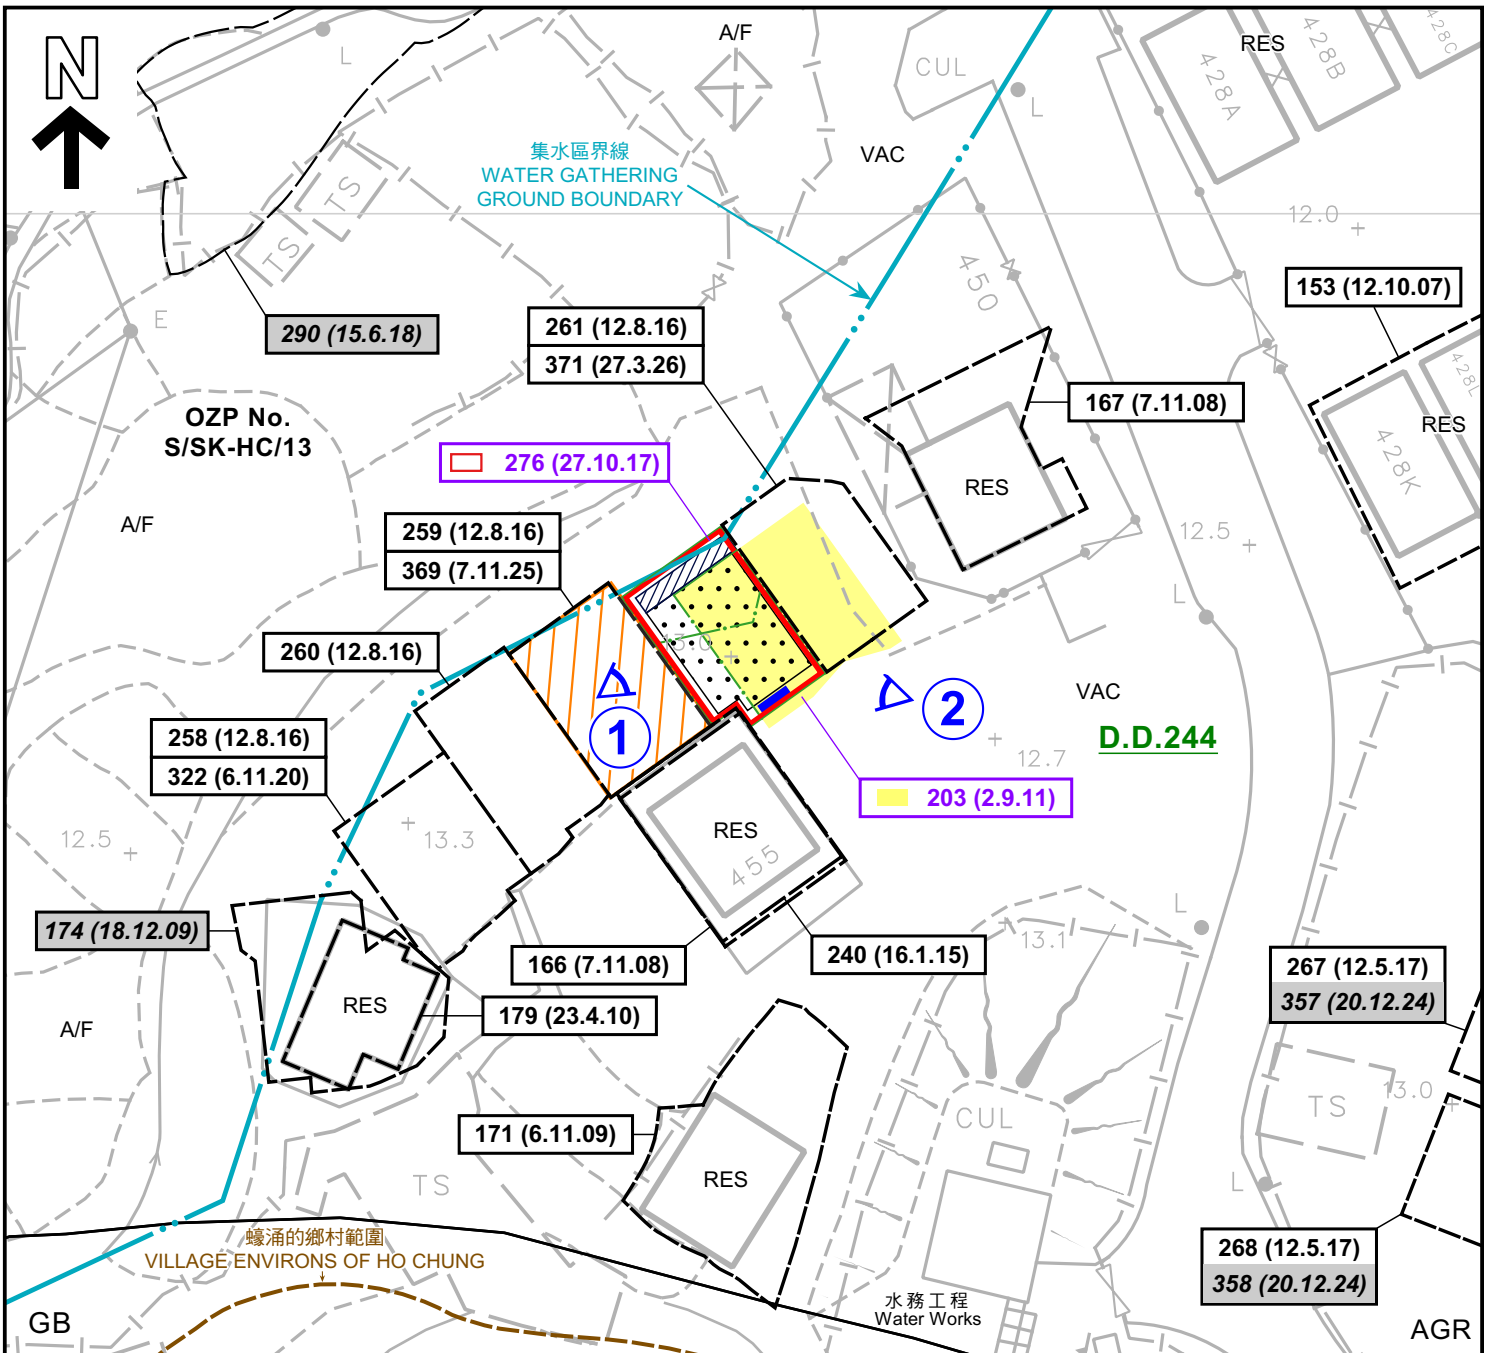 N
A/F
L
CUL
RES
428A
428B
428C
L
VAC
集水區界線
WATER GATHERING
GROUND BOUNDARY
TS
TS
12.0
450
153 (12.10.07)
E
290 (15.6.18)
261 (12.8.16)
371 (27.3.26)
167 (7.11.08)
428L
RES
428K
OZP No.
S/SK-HC/13
276 (27.10.17)
RES
A/F
259 (12.8.16)
369 (7.11.25)
12.5
L
260 (12.8.16)
13.0
1
2
VAC
D.D.244
258 (12.8.16)
322 (6.11.20)
12.7
203 (2.9.11)
12.5
13.3
RES
455
174 (18.12.09)
L
13.1
166 (7.11.08)
240 (16.1.15)
267 (12.5.17)
357 (20.12.24)
RES
179 (23.4.10)
A/F
TS
13.0
CUL
171 (6.11.09)
RES
TS
L
蠔涌的鄉村範圍
VILLAGE ENVIRONS OF HO CHUNG
268 (12.5.17)
358 (20.12.24)
水務工程
Water Works
GB
AGR